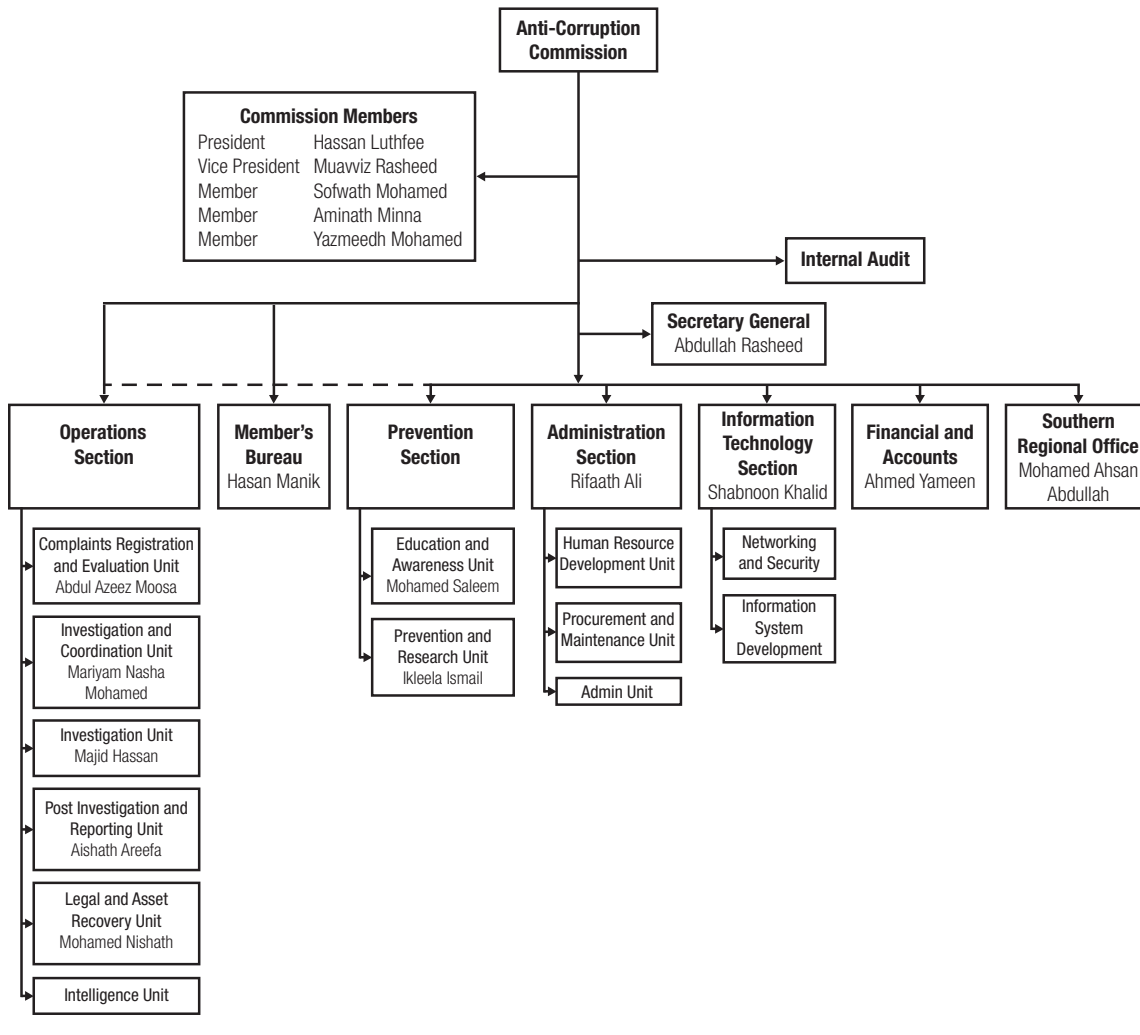 Anti-Corruption
Commission
Commission Members
President Hassan Luthfee
Vice President Muavviz Rasheed
Member Sofwath Mohamed
Member Aminath Minna
Member Yazmeedh Mohamed
Internal Audit
Secretary General
Abdullah Rasheed
Operations
Section
Member's
Bureau
Hasan Manik
Prevention
Section
Administration
Section
Rifaath Ali
Information
Technology
Section
Shabnoon Khalid
Financial and
Accounts
Ahmed Yameen
Southern
Regional Office
Mohamed Ahsan
Abdullah
Complaints Registration
and Evaluation Unit
Abdul Azeez Moosa
Investigation and
Coordination Unit
Mariyam Nasha
Mohamed
Investigation Unit
Majid Hassan
Post Investigation and
Reporting Unit
Aishath Areefa
Legal and Asset
Recovery Unit
Mohamed Nishath
Intelligence Unit
Education and
Awareness Unit
Mohamed Saleem
Prevention and
Research Unit
Ikleela Ismail
Human Resource
Development Unit
Procurement and
Maintenance Unit
Admin Unit
Networking
and Security
Information
System
Development